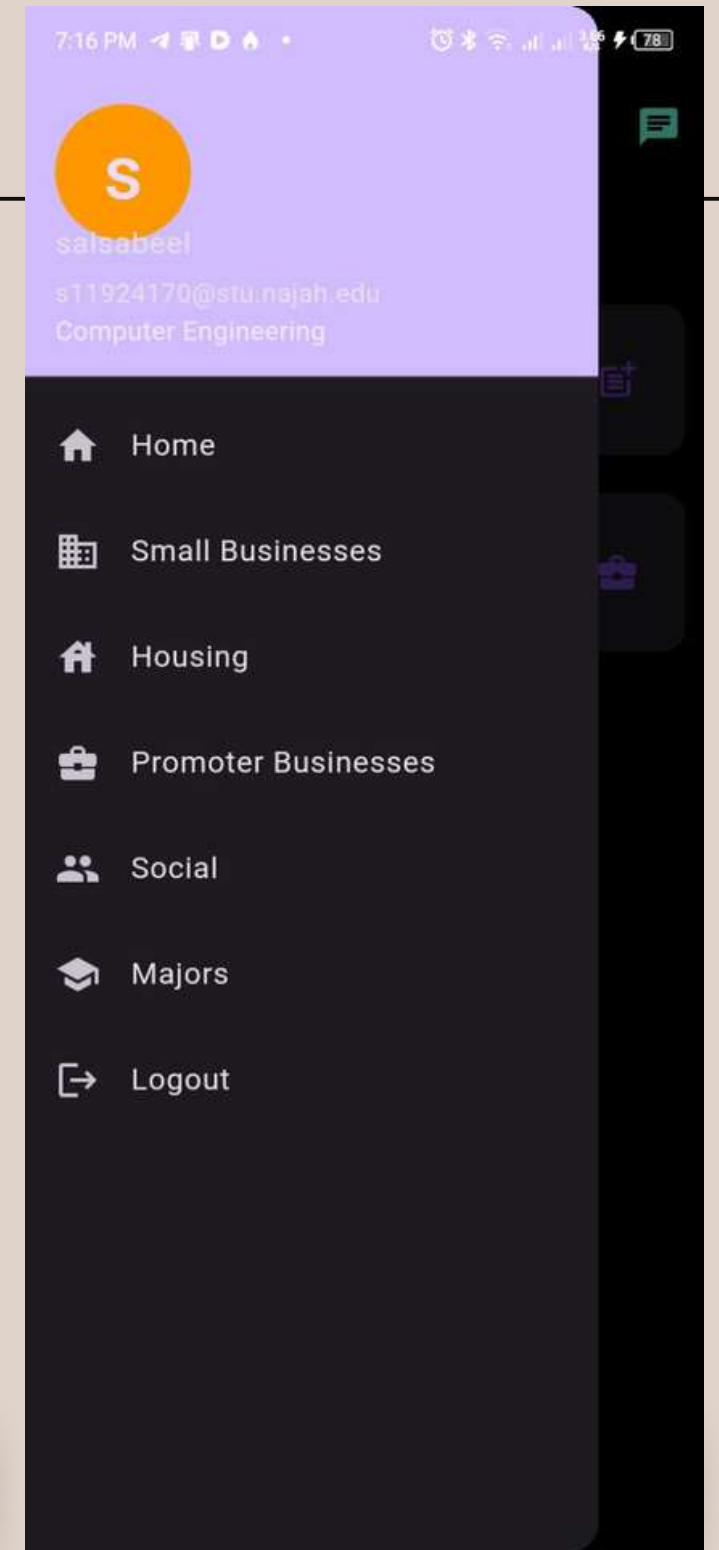 7:16 PM
78
S
salsabeel
s11924170@stu.najah.edu
Computer Engineering
Home
Small Businesses
Housing
Promoter Businesses
Social
Majors
Logout